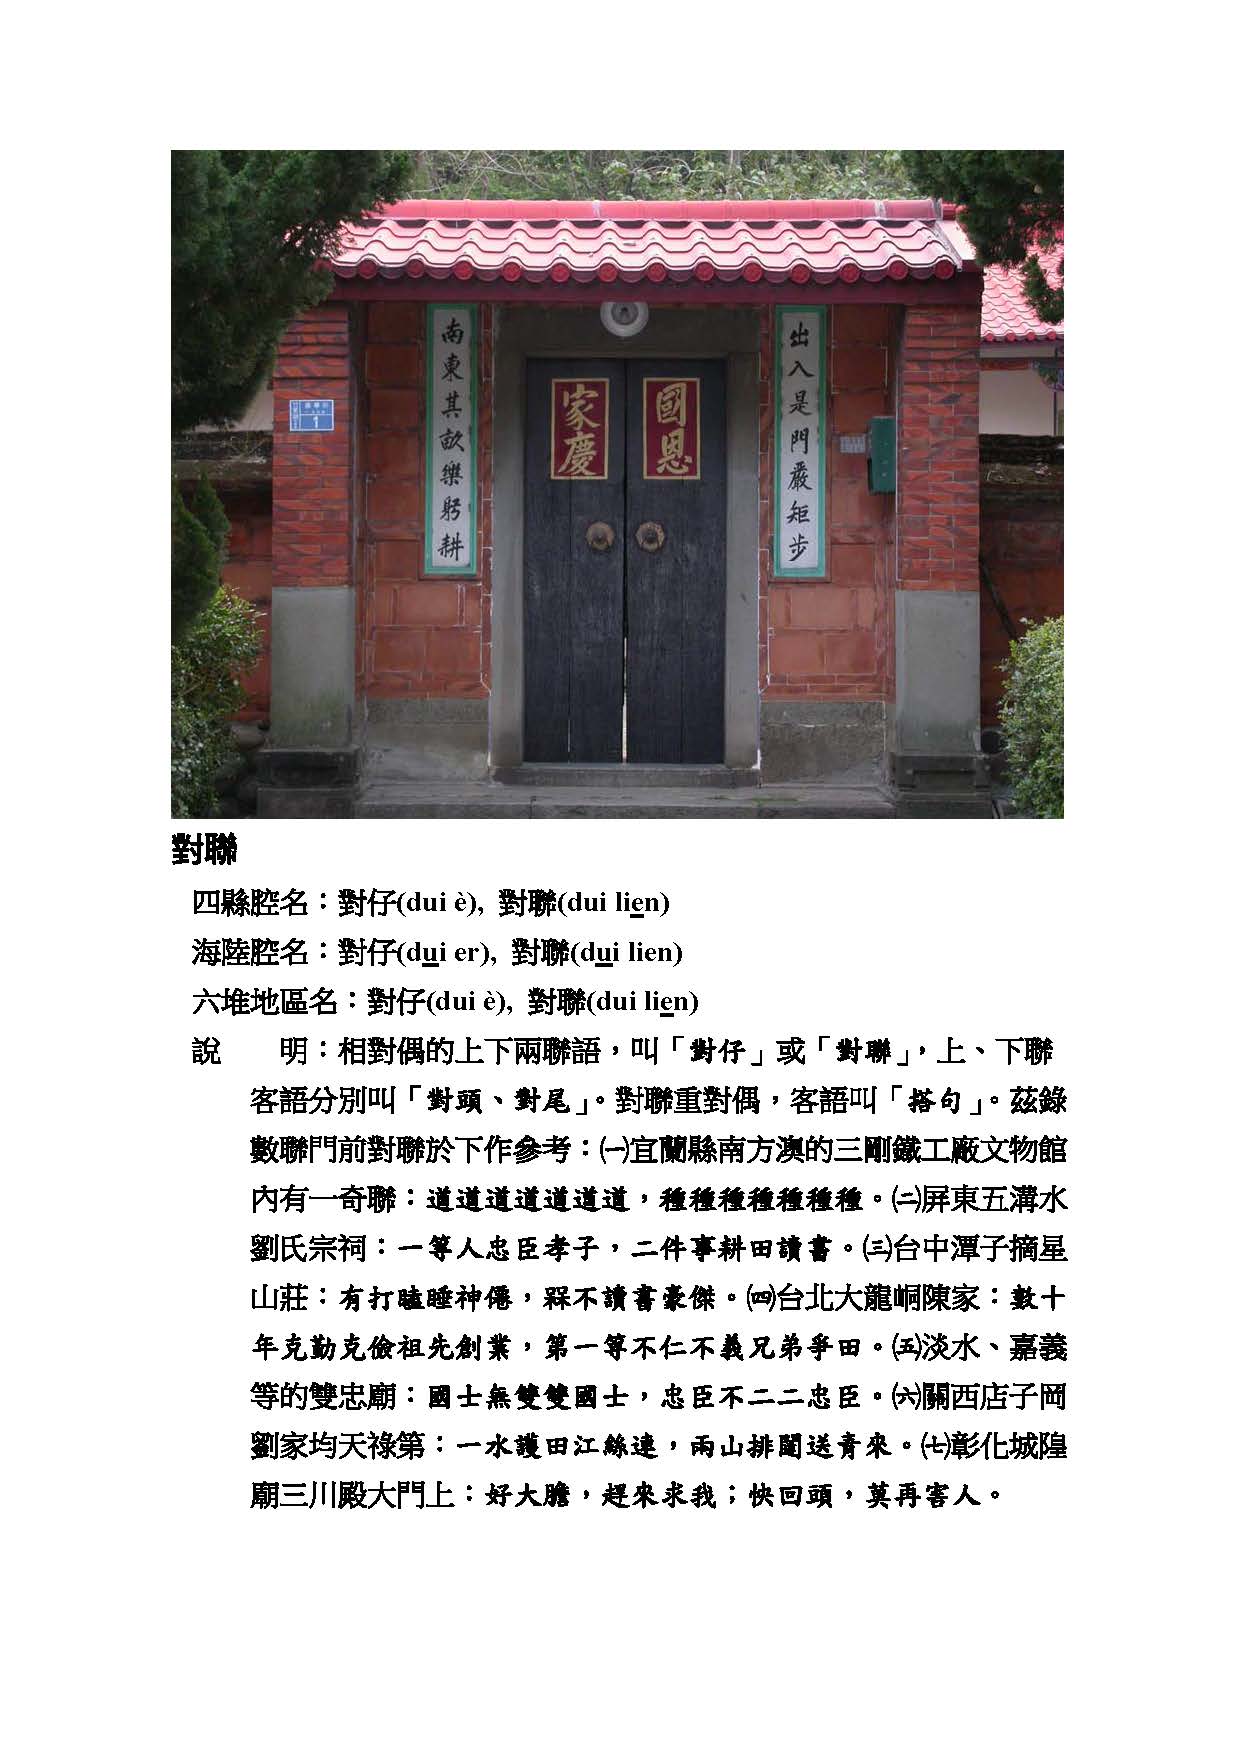 出入是門嚴矩步
國恩
家慶
南東其畝樂躬耕
1
對聯
四縣腔名：對仔(dui è), 對聯(dui lien)
海陸腔名：對仔(dui er), 對聯(dui lien)
六堆地區名：對仔(dui è), 對聯(dui lien)
說　　明：相對偶的上下兩聯語，叫「對仔」或「對聯」，上、下聯
客語分別叫「對頭、對尾」。對聯重對偶，客語叫「搭句」。茲錄
數聯門前對聯於下作參考：㈠宜蘭縣南方澳的三剛鐵工廠文物館
內有一奇聯：道道道道道道道，種種種種種種種。㈡屏東五溝水
劉氏宗祠：一等人忠臣孝子，二件事耕田讀書。㈢台中潭子摘星
山莊：有打瞌睡神僊，冧不讀書豪傑。㈣台北大龍峒陳家：數十
年克勤克儉祖先創業，第一等不仁不義兄弟爭田。㈤淡水、嘉義
等的雙忠廟：國士無雙雙國士，忠臣不二二忠臣。㈥關西店子岡
劉家均天祿第：一水護田江絲遶，兩山排闥送青來。㈦彰化城隍
廟三川殿大門上：好大膽，趕來求我；快回頭，莫再害人。